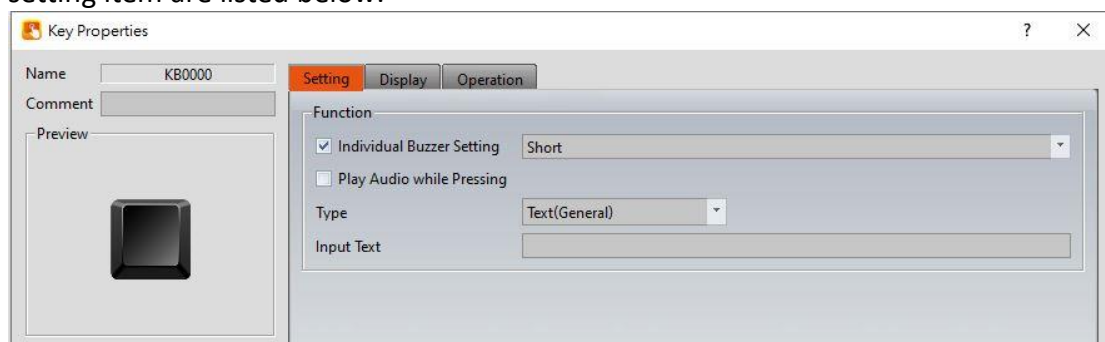 setting item are listed below:
Key Properties ? ×
Name KB0000
Comment
Preview
Setting Display Operation
Function
Individual Buzzer Setting Short
Play Audio while Pressing
Type Text(General)
Input Text